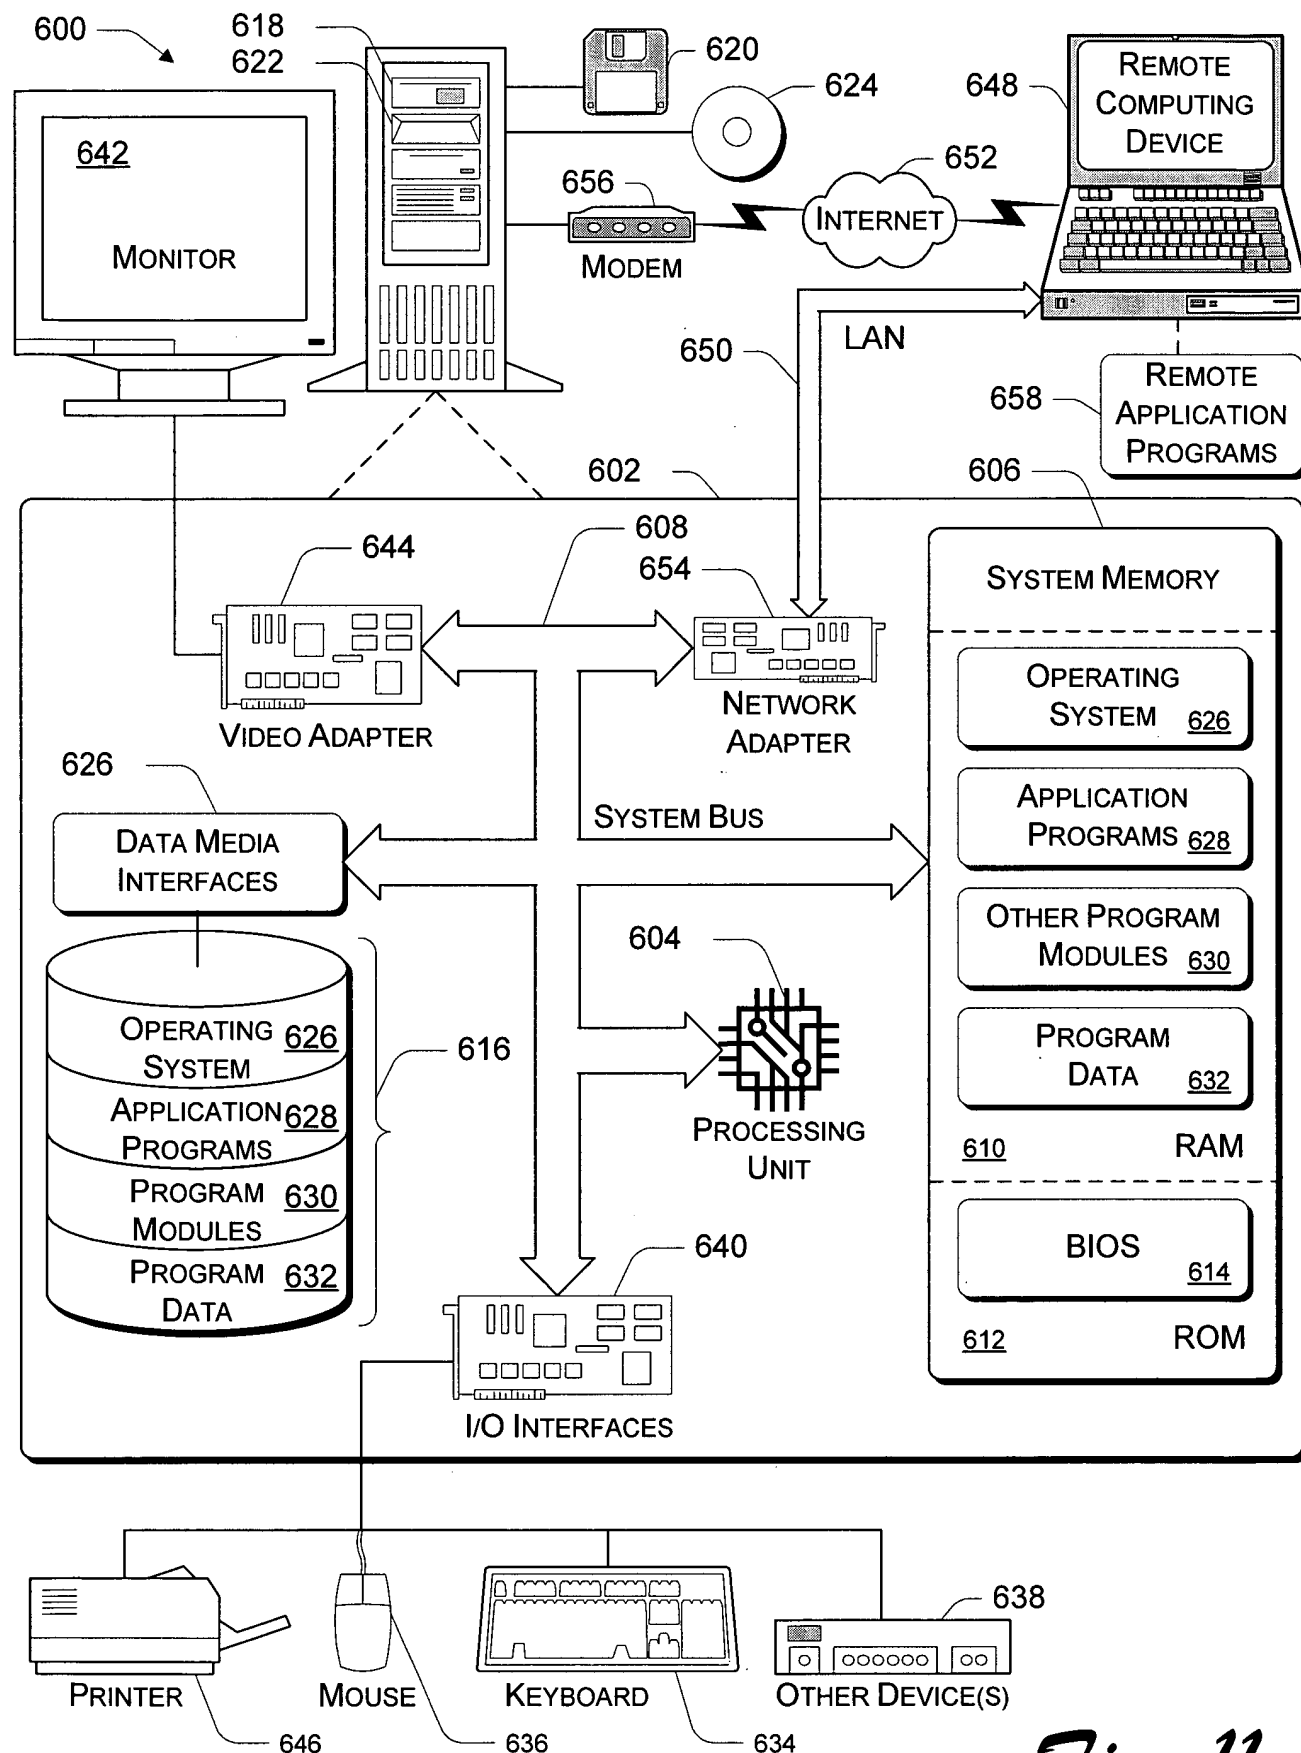 600
618
622
620
624
642
MONITOR
656
MODEM
652
INTERNET
648
REMOTE
COMPUTING
DEVICE
LAN
650
658
REMOTE
APPLICATION
PROGRAMS
602
606
644
608
654
VIDEO ADAPTER
NETWORK
ADAPTER
SYSTEM MEMORY
OPERATING
SYSTEM 626
APPLICATION
PROGRAMS 628
OTHER PROGRAM
MODULES 630
PROGRAM
DATA 632
610 RAM
BIOS
614
612 ROM
626
DATA MEDIA
INTERFACES
SYSTEM BUS
604
PROCESSING
UNIT
OPERATING 626
SYSTEM
616
APPLICATION 628
PROGRAMS
PROGRAM 630
MODULES
PROGRAM 632
DATA
640
I/O INTERFACES
638
PRINTER
MOUSE
KEYBOARD
OTHER DEVICE(S)
646
636
634
Fig. 11